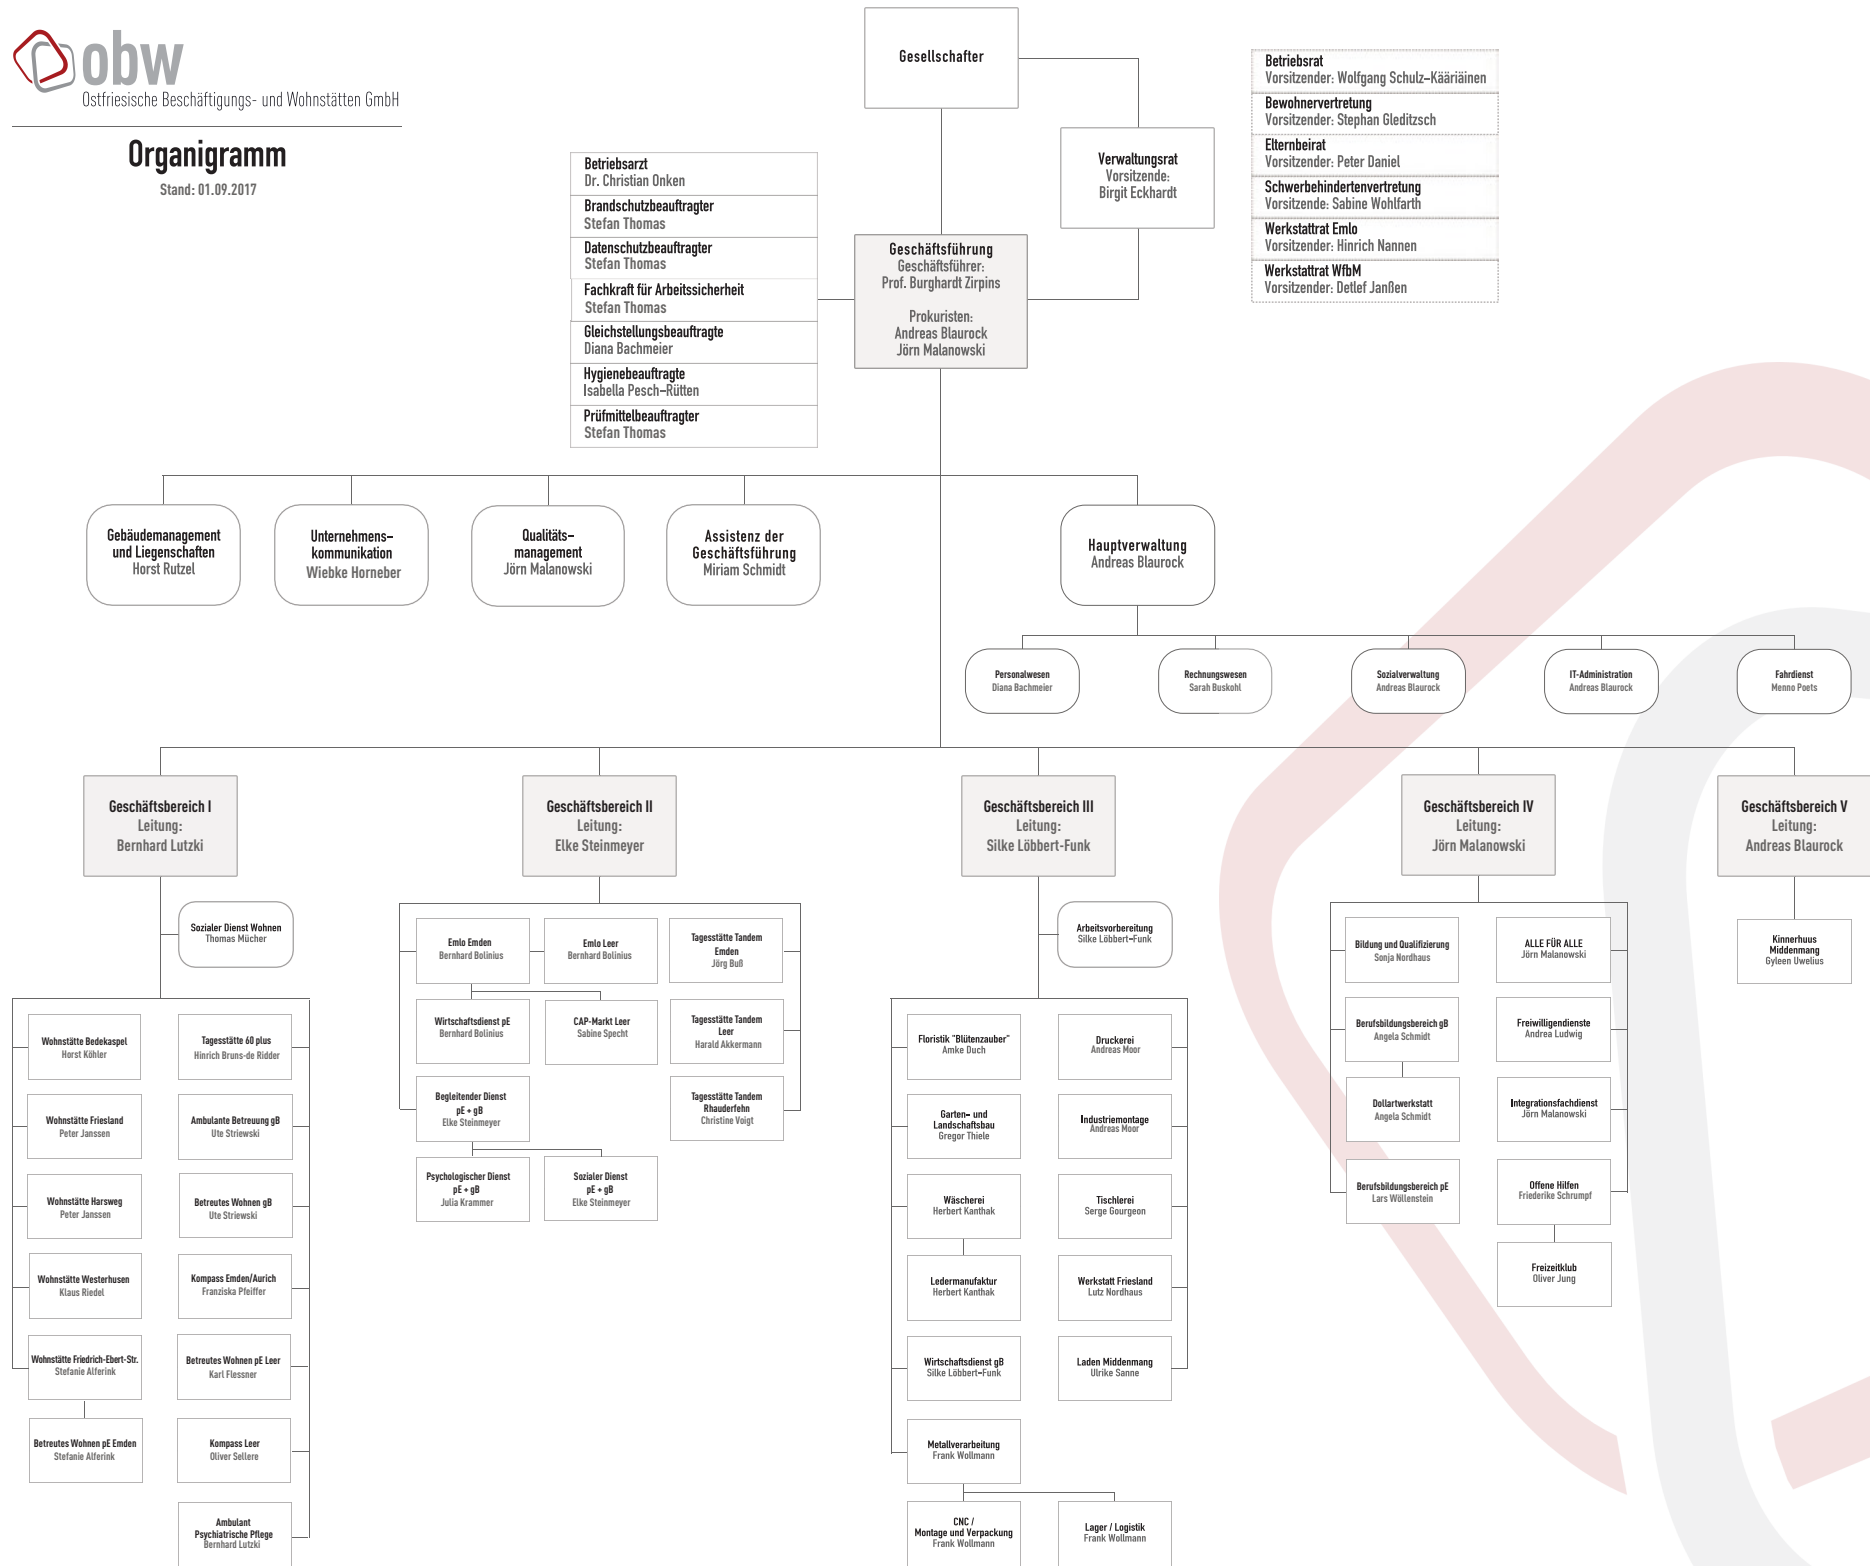 obw
Ostfriesische Beschäftigungs- und Wohnstätten GmbH
Organigramm
Stand: 01.09.2017
Gesellschafter
Verwaltungsrat
Vorsitzende:
Birgit Eckhardt
Betriebsrat
Vorsitzender: Wolfgang Schulz–Kääriäinen
Bewohnervertretung
Vorsitzender: Stephan Gleditzsch
Elternbeirat
Vorsitzender: Peter Daniel
Schwerbehindertenvertretung
Vorsitzende: Sabine Wohlfarth
Werkstattrat Emlo
Vorsitzender: Hinrich Nannen
Werkstattrat WfbM
Vorsitzender: Detlef Janßen
Betriebsarzt
Dr. Christian Onken
Brandschutzbeauftragter
Stefan Thomas
Datenschutzbeauftragter
Stefan Thomas
Fachkraft für Arbeitssicherheit
Stefan Thomas
Gleichstellungsbeauftragte
Diana Bachmeier
Hygienebeauftragte
Isabella Pesch–Rütten
Prüfmittelbeauftragter
Stefan Thomas
Geschäftsführung
Geschäftsführer:
Prof. Burghardt Zirpins
Prokuristen:
Andreas Blaurock
Jörn Malanowski
Gebäudemanagement
und Liegenschaften
Horst Rutzel
Unternehmens–
kommunikation
Wiebke Horneber
Qualitäts–
management
Jörn Malanowski
Assistenz der
Geschäftsführung
Miriam Schmidt
Hauptverwaltung
Andreas Blaurock
Personalwesen
Diana Bachmeier
Rechnungswesen
Sarah Buskohl
Sozialverwaltung
Andreas Blaurock
IT-Administration
Andreas Blaurock
Fahrdienst
Menno Poets
Geschäftsbereich I
Leitung:
Bernhard Lutzki
Geschäftsbereich II
Leitung:
Elke Steinmeyer
Geschäftsbereich III
Leitung:
Silke Löbbert-Funk
Geschäftsbereich IV
Leitung:
Jörn Malanowski
Geschäftsbereich V
Leitung:
Andreas Blaurock
Sozialer Dienst Wohnen
Thomas Mücher
Wohnstätte Bedekaspel
Horst Köhler
Tagesstätte 60 plus
Hinrich Bruns-de Ridder
Wohnstätte Friesland
Peter Janssen
Ambulante Betreuung gB
Ute Striewski
Wohnstätte Harsweg
Peter Janssen
Betreutes Wohnen gB
Ute Striewski
Wohnstätte Westerhusen
Klaus Riedel
Kompass Emden/Aurich
Franziska Pfeiffer
Wohnstätte Friedrich-Ebert-Str.
Stefanie Alferink
Betreutes Wohnen pE Leer
Karl Flessner
Betreutes Wohnen pE Emden
Stefanie Alferink
Kompass Leer
Oliver Sellere
Ambulant
Psychiatrische Pflege
Bernhard Lutzki
Emlo Emden
Bernhard Bolinius
Emlo Leer
Bernhard Bolinius
Tagesstätte Tandem
Emden
Jörg Buß
Wirtschaftsdienst pE
Bernhard Bolinius
CAP-Markt Leer
Sabine Specht
Tagesstätte Tandem
Leer
Harald Akkermann
Begleitender Dienst
pE + gB
Elke Steinmeyer
Tagesstätte Tandem
Rhauderfehn
Christine Voigt
Psychologischer Dienst
pE + gB
Julia Krammer
Sozialer Dienst
pE + gB
Elke Steinmeyer
Arbeitsvorbereitung
Silke Löbbert–Funk
Floristik "Blütenzauber"
Amke Duch
Druckerei
Andreas Moor
Garten– und
Landschaftsbau
Gregor Thiele
Industriemontage
Andreas Moor
Wäscherei
Herbert Kanthak
Tischlerei
Serge Gourgeon
Ledermanufaktur
Herbert Kanthak
Werkstatt Friesland
Lutz Nordhaus
Wirtschaftsdienst gB
Silke Löbbert–Funk
Laden Middenmang
Ulrike Sanne
Metallverarbeitung
Frank Wollmann
CNC /
Montage und Verpackung
Frank Wollmann
Lager / Logistik
Frank Wollmann
Bildung und Qualifizierung
Sonja Nordhaus
ALLE FÜR ALLE
Jörn Malanowski
Berufsbildungsbereich gB
Angela Schmidt
Freiwilligendienste
Andrea Ludwig
Dollartwerkstatt
Angela Schmidt
Integrationsfachdienst
Jörn Malanowski
Berufsbildungsbereich pE
Lars Wöllenstein
Offene Hilfen
Friederike Schrumpf
Freizeitklub
Oliver Jung
Kinnerhuus
Middenmang
Gyleen Uwelius